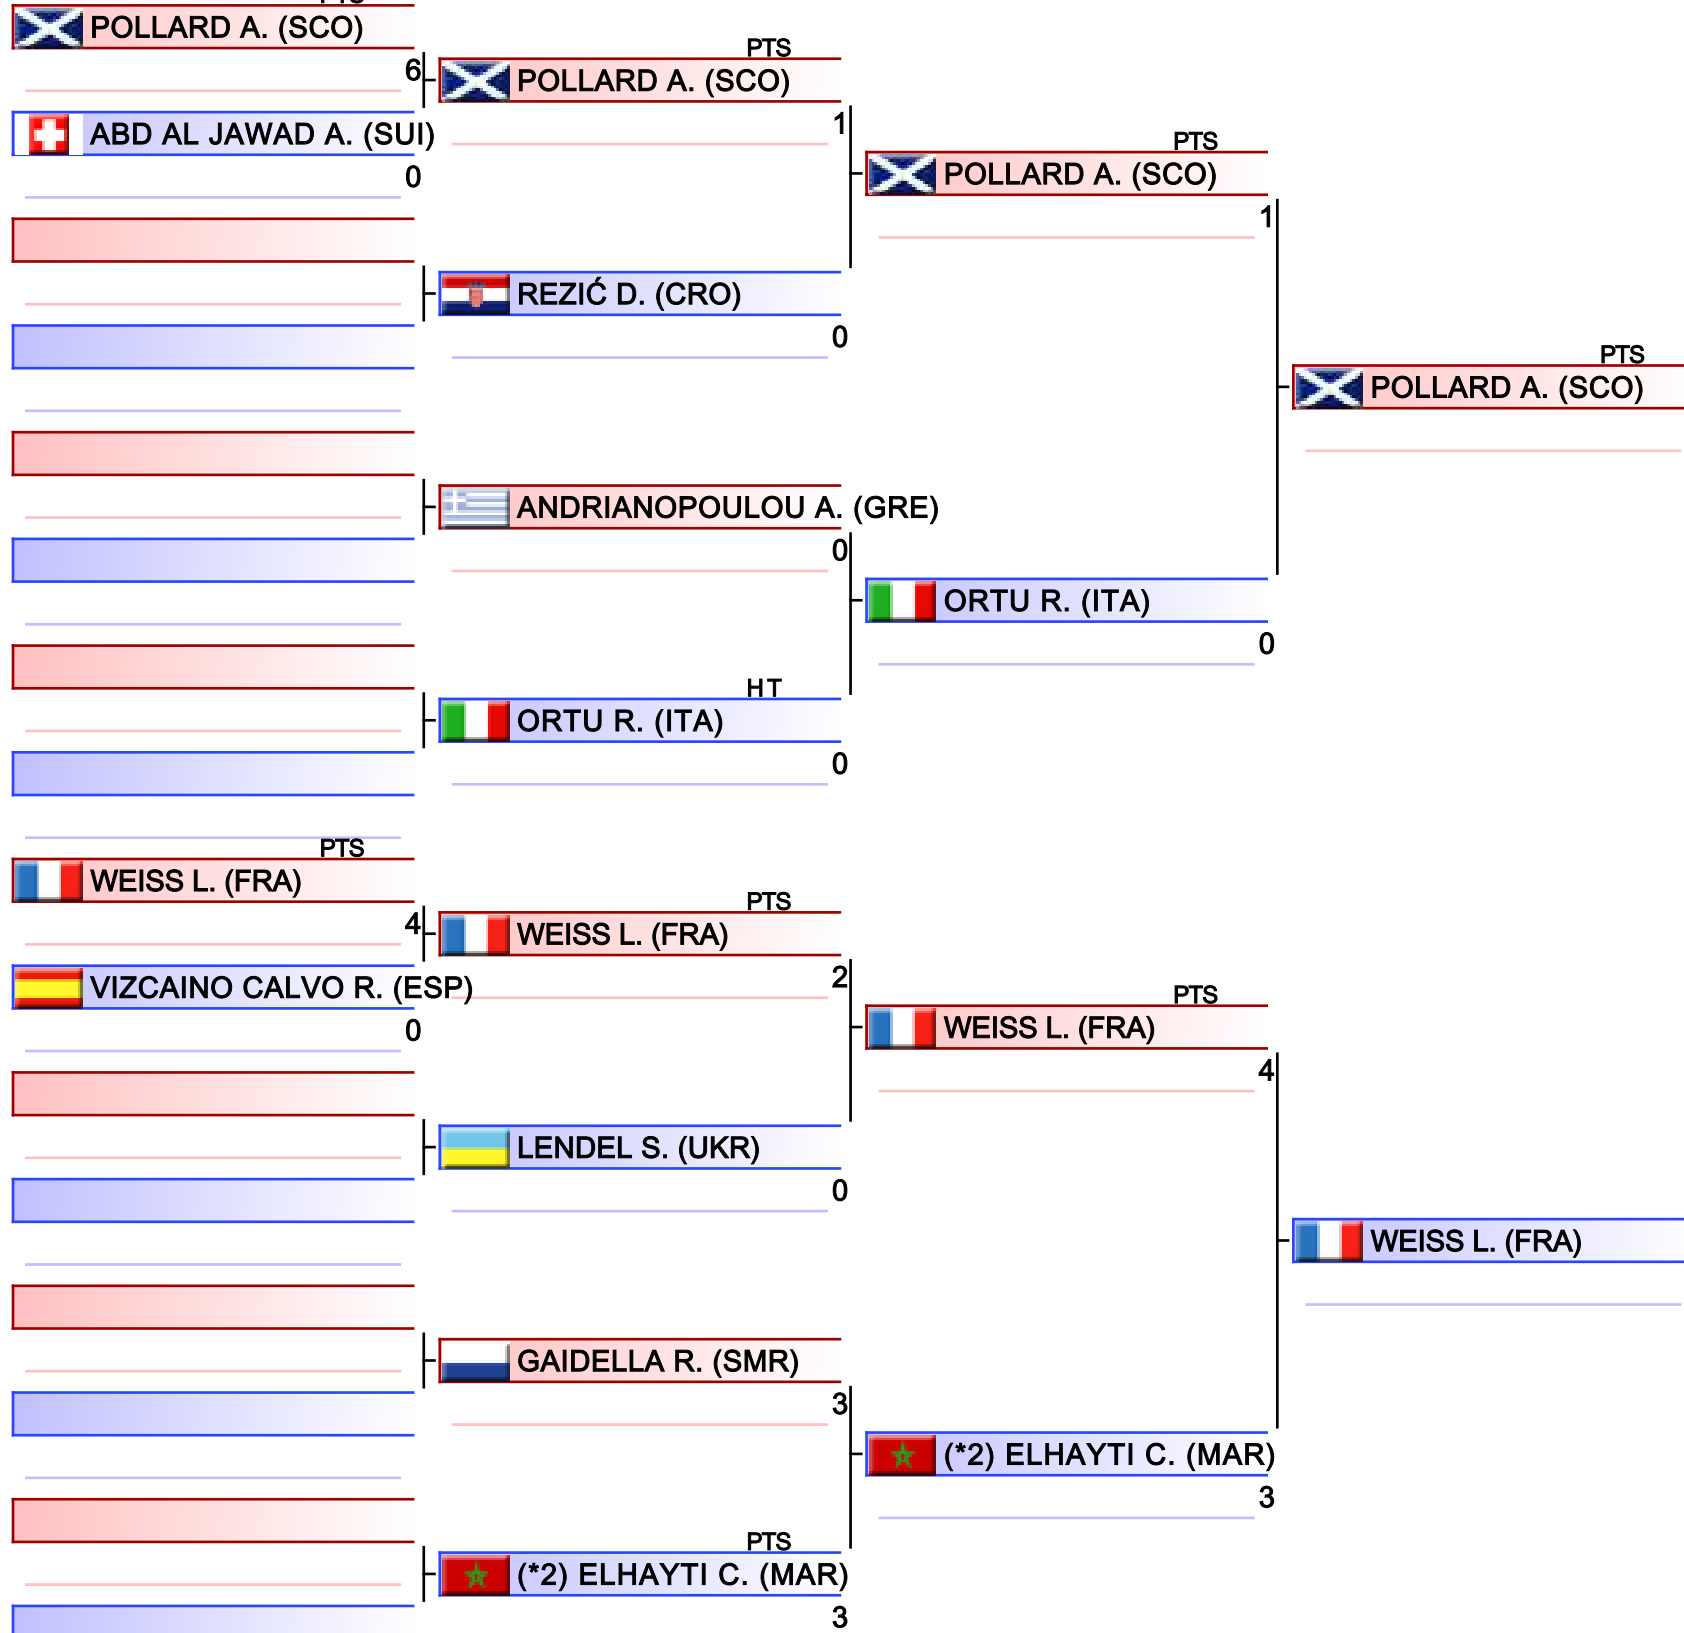 PTS
POLLARD A. (SCO)
6
ABD AL JAWAD A. (SUI)
0
PTS
WEISS L. (FRA)
4
VIZCAINO CALVO R. (ESP)
0
PTS
POLLARD A. (SCO)
1
REZIĆ D. (CRO)
0
ANDRIANOPOULOU A. (GRE)
0
HT
ORTU R. (ITA)
0
PTS
WEISS L. (FRA)
2
LENDEL S. (UKR)
0
GAIDELLA R. (SMR)
3
PTS
(*2) ELHAYTI C. (MAR)
3
PTS
POLLARD A. (SCO)
1
ORTU R. (ITA)
0
PTS
WEISS L. (FRA)
4
(*2) ELHAYTI C. (MAR)
3
PTS
POLLARD A. (SCO)
WEISS L. (FRA)